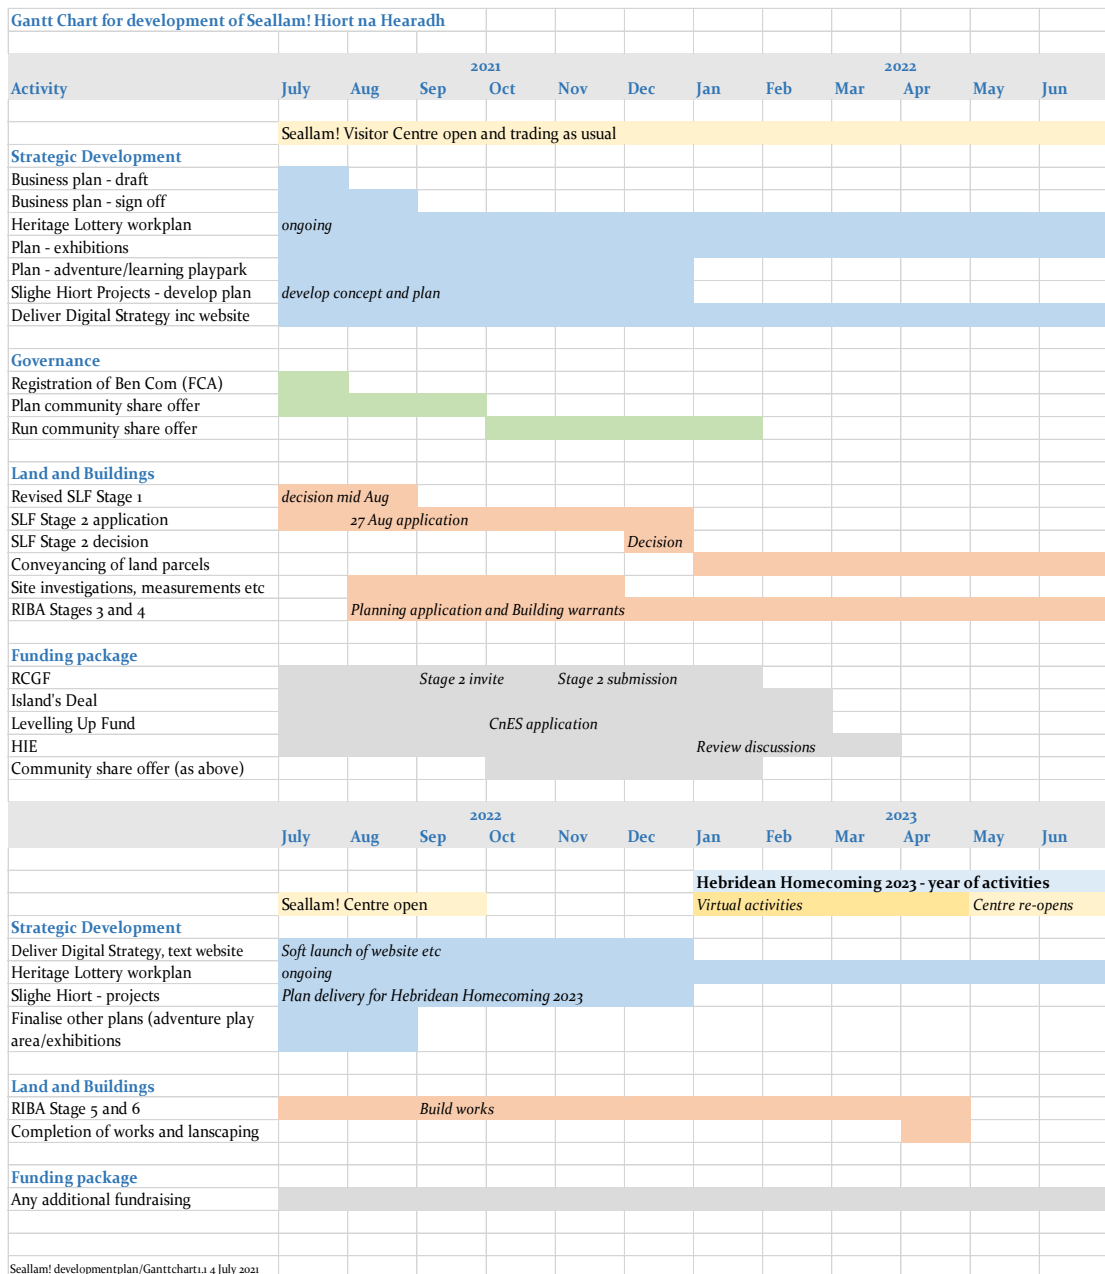 Gantt Chart for development of Seallam! Hiort na Hearadh
2021 2022
Activity July Aug Sep Oct Nov Dec Jan Feb Mar Apr May Jun
Seallam! Visitor Centre open and trading as usual
Strategic Development
Business plan - draft
Business plan - sign off
Heritage Lottery workplan ongoing
Plan - exhibitions
Plan - adventure/learning playpark
Slighe Hiort Projects - develop plan develop concept and plan
Deliver Digital Strategy inc website
Governance
Registration of Ben Com (FCA)
Plan community share offer
Run community share offer
Land and Buildings
Revised SLF Stage 1 decision mid Aug
SLF Stage 2 application 27 Aug application
SLF Stage 2 decision Decision
Conveyancing of land parcels
Site investigations, measurements etc
RIBA Stages 3 and 4 Planning application and Building warrants
Funding package
RCGF Stage 2 invite Stage 2 submission
Island's Deal
Levelling Up Fund CnES application
HIE Review discussions
Community share offer (as above)
2022 2023
July Aug Sep Oct Nov Dec Jan Feb Mar Apr May Jun
Hebridean Homecoming 2023 - year of activities
Seallam! Centre open Virtual activities Centre re-opens
Strategic Development
Deliver Digital Strategy, text website Soft launch of website etc
Heritage Lottery workplan ongoing
Slighe Hiort - projects Plan delivery for Hebridean Homecoming 2023
Finalise other plans (adventure play
area/exhibitions
Land and Buildings
RIBA Stage 5 and 6 Build works
Completion of works and lanscaping
Funding package
Any additional fundraising
Seallam! developmentplan/Ganttchart1.1 4 July 2021